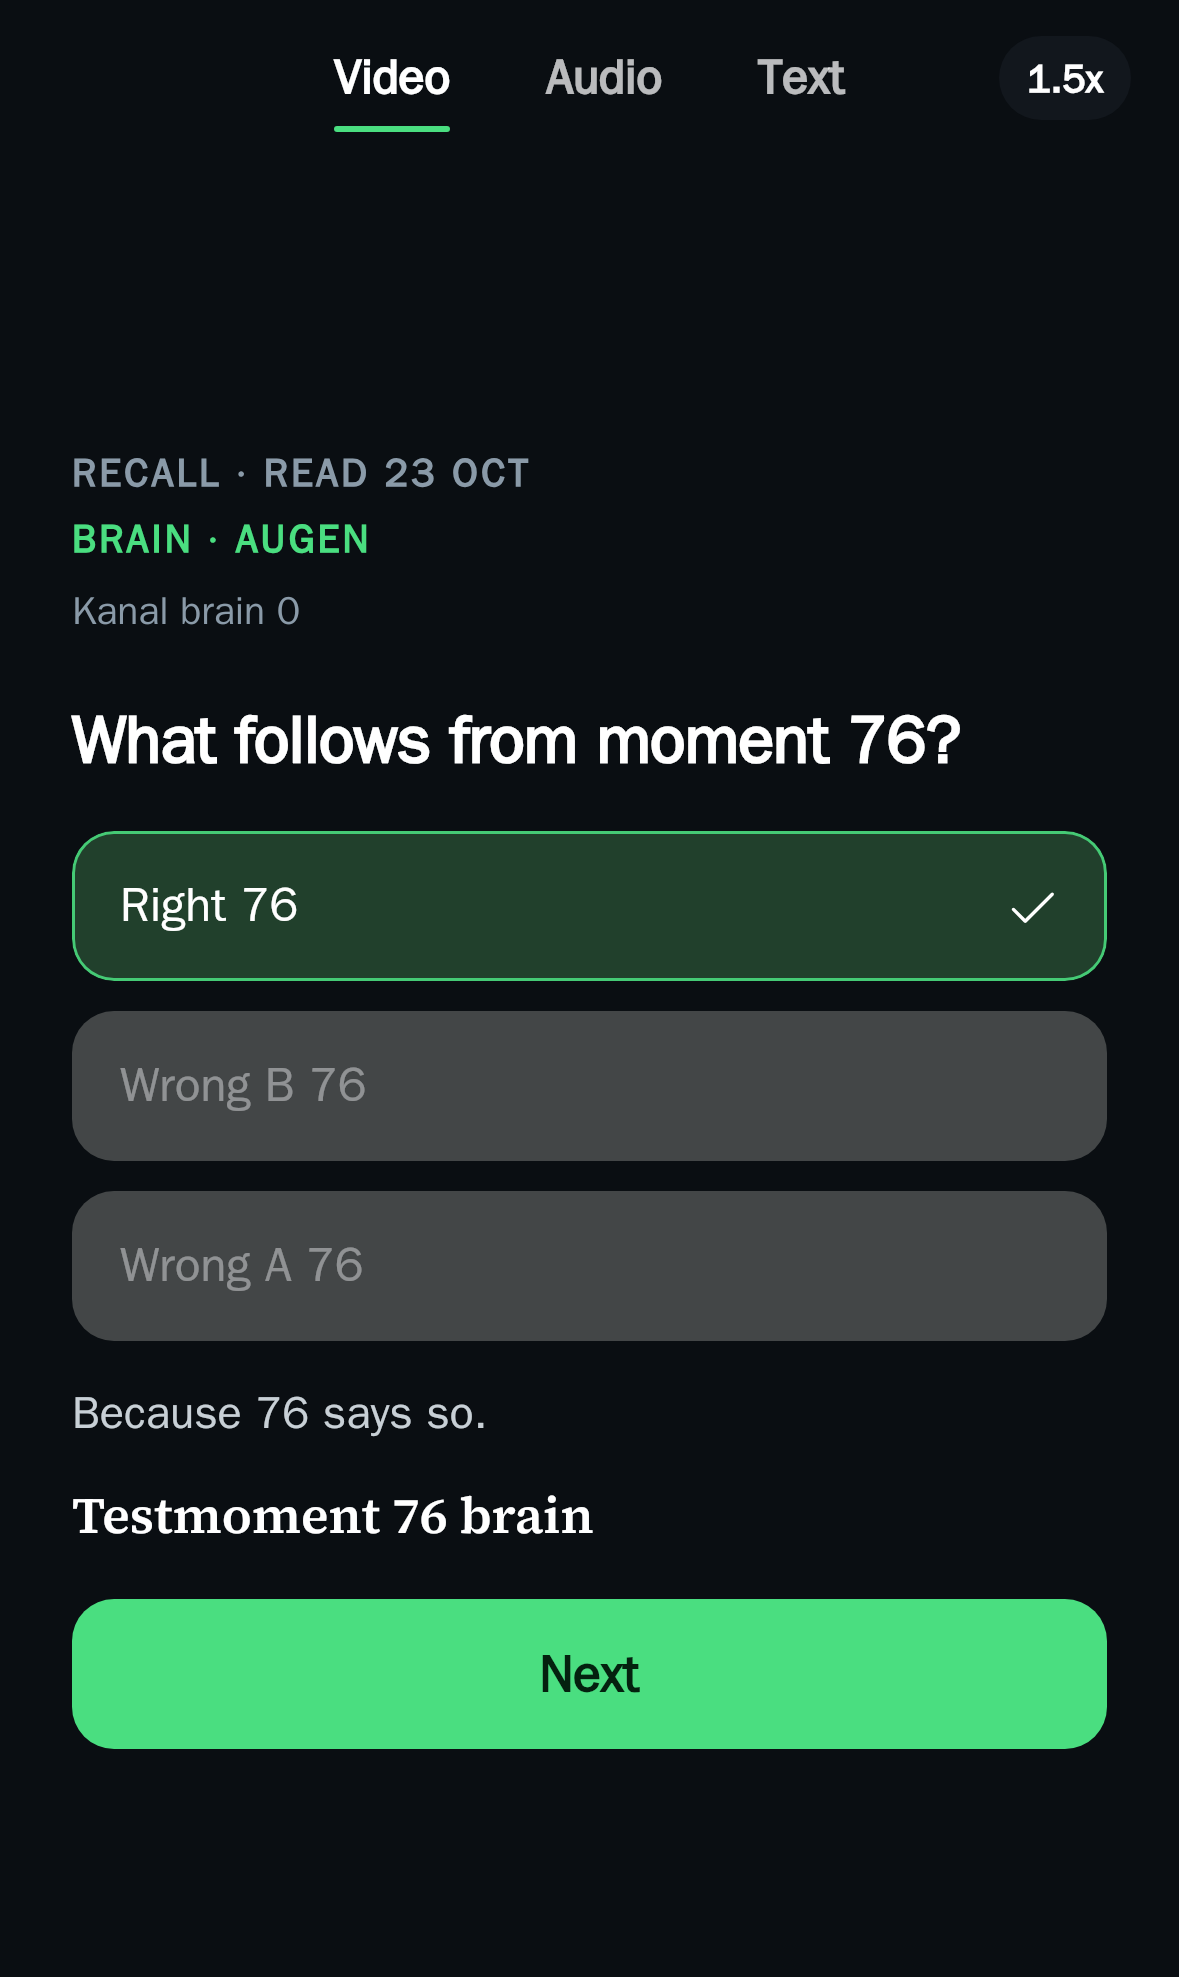 Video Audio Text 1.5x
RECALL · READ 23 OCT
BRAIN · AUGEN
Kanal brain 0
What follows from moment 76?
Right 76
Wrong B 76
Wrong A 76
Because 76 says so.
Testmoment 76 brain
Next